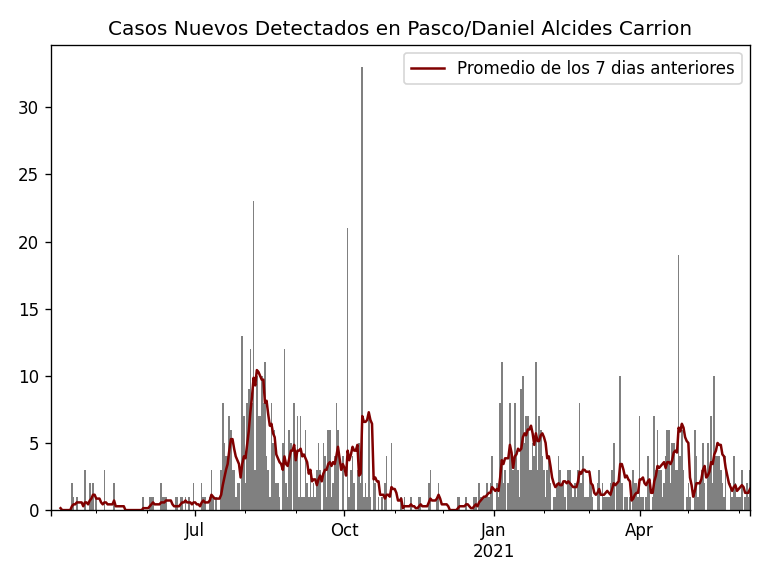 Casos Nuevos Detectados en Pasco/Daniel Alcides Carrion
Promedio de los 7 dias anteriores
30
25
20
15
10
5
0
Jul
Oct
Jan
2021
Apr